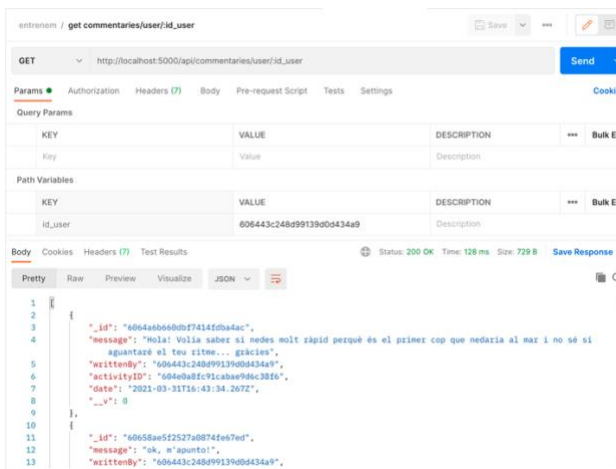 entrenom / get commentaries/user/:id_user Save
GET http://localhost:5000/api/commentaries/user/:id_user Send
Params Authorization Headers (7) Body Pre-request Script Tests Settings Cooki
Query Params
KEY VALUE DESCRIPTION Bulk E
Key Value Description
Path Variables
KEY VALUE DESCRIPTION Bulk E
id_user 606443c248d99139d0d434a9 Description
Body Cookies Headers (7) Test Results Status: 200 OK Time: 128 ms Size: 729 B Save Response
Pretty Raw Preview Visualize JSON
1 [
2 {
3 "_id": "6064a6b660dbf7414fdba4ac",
4 "message": "Hola! Volia saber si nedes molt ràpid perquè és el primer cop que nedaria al mar i no sé si
aguantaré el teu ritme... gràcies",
5 "writtenBy": "606443c248d99139d0d434a9",
6 "activityID": "604e0a8fc91cabae9d6c38f6",
7 "date": "2021-03-31T16:43:34.267Z",
8 "__v": 0
9 },
10 {
11 "_id": "60658ae5f2527a0874fe67ed",
12 "message": "ok, m'apunto!",
13 "writtenBy": "606443c248d99139d0d434a9",